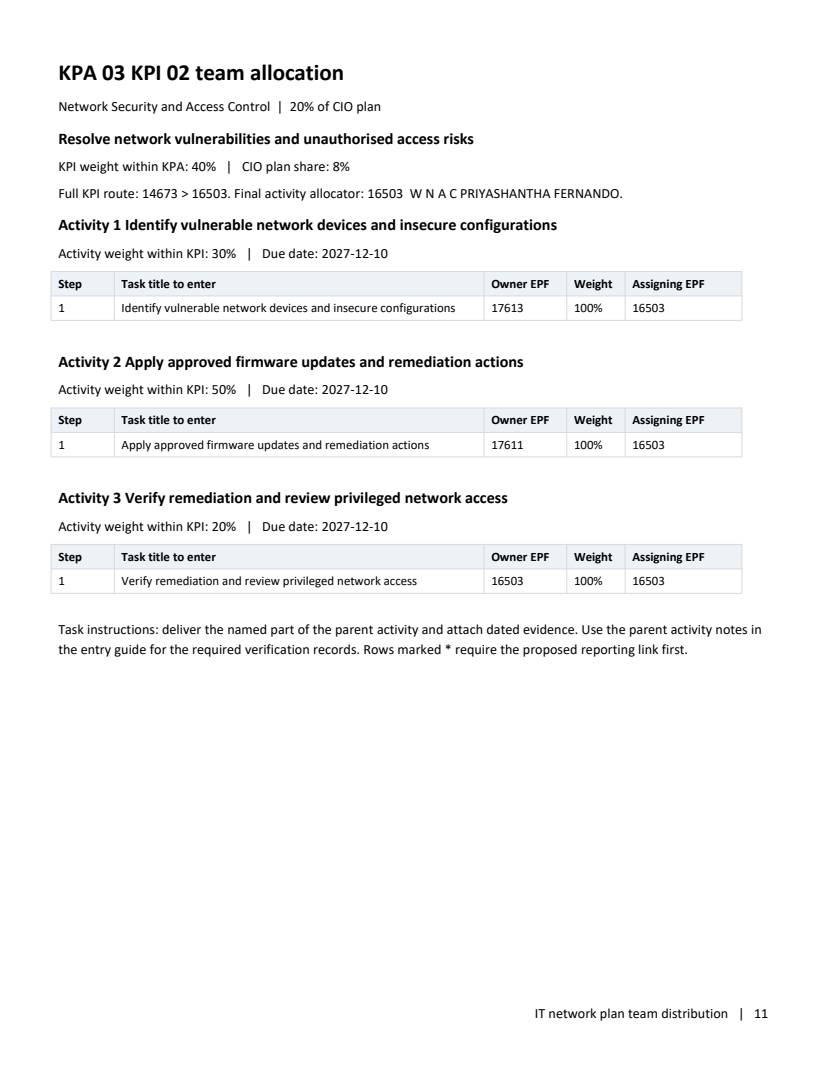 KPA 03 KPI 02 team allocation
Network Security and Access Control | 20% of CIO plan
Resolve network vulnerabilities and unauthorised access risks
KPI weight within KPA: 40% | CIO plan share: 8%
Full KPI route: 14673 > 16503. Final activity allocator: 16503 W N A C PRIYASHANTHA FERNANDO.
Activity 1 Identify vulnerable network devices and insecure configurations
Activity weight within KPI: 30% | Due date: 2027-12-10
Step Task title to enter Owner EPF Weight Assigning EPF
1 Identify vulnerable network devices and insecure configurations 17613 100% 16503
Activity 2 Apply approved firmware updates and remediation actions
Activity weight within KPI: 50% | Due date: 2027-12-10
Step Task title to enter Owner EPF Weight Assigning EPF
1 Apply approved firmware updates and remediation actions 17611 100% 16503
Activity 3 Verify remediation and review privileged network access
Activity weight within KPI: 20% | Due date: 2027-12-10
Step Task title to enter Owner EPF Weight Assigning EPF
1 Verify remediation and review privileged network access 16503 100% 16503
Task instructions: deliver the named part of the parent activity and attach dated evidence. Use the parent activity notes in
the entry guide for the required verification records. Rows marked * require the proposed reporting link first.
IT network plan team distribution | 11